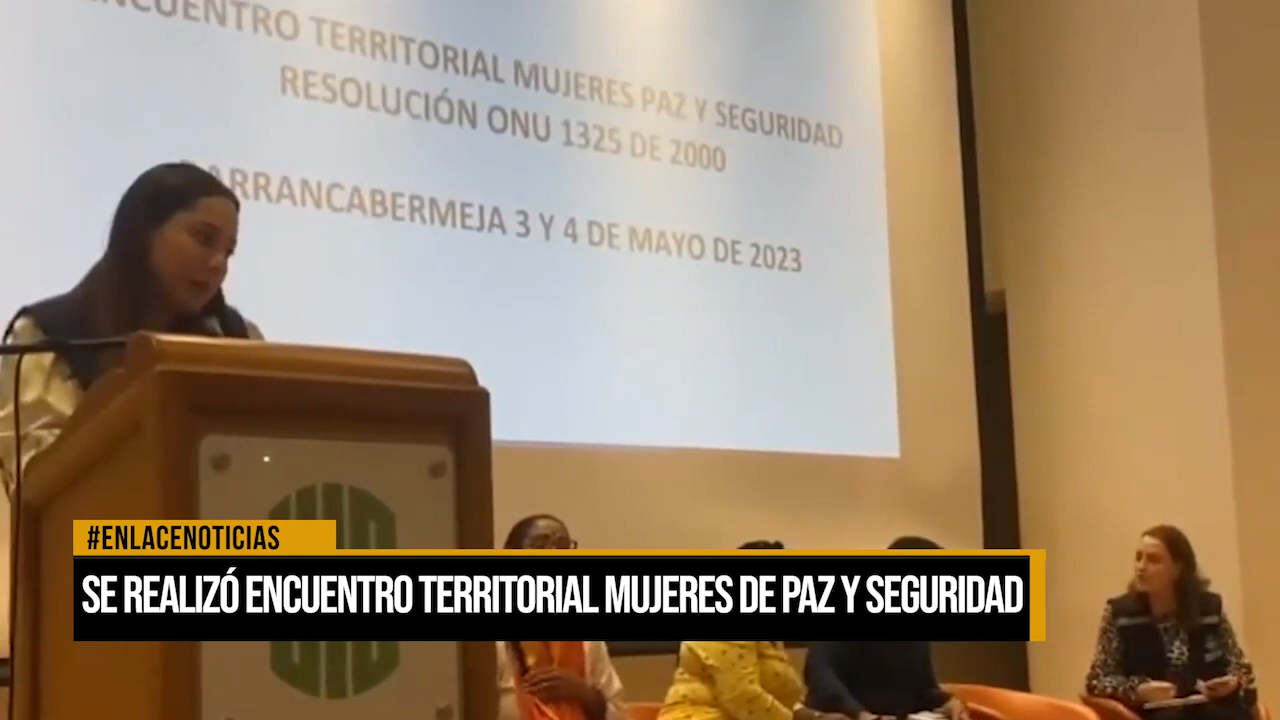 ENCUENTRO TERRITORIAL MUJERES PAZ Y SEGURIDAD
RESOLUCIÓN ONU 1325 DE 2000
BARRANCABERMEJA 3 Y 4 DE MAYO DE 2023
#ENLACENOTICIAS
SE REALIZÓ ENCUENTRO TERRITORIAL MUJERES DE PAZ Y SEGURIDAD